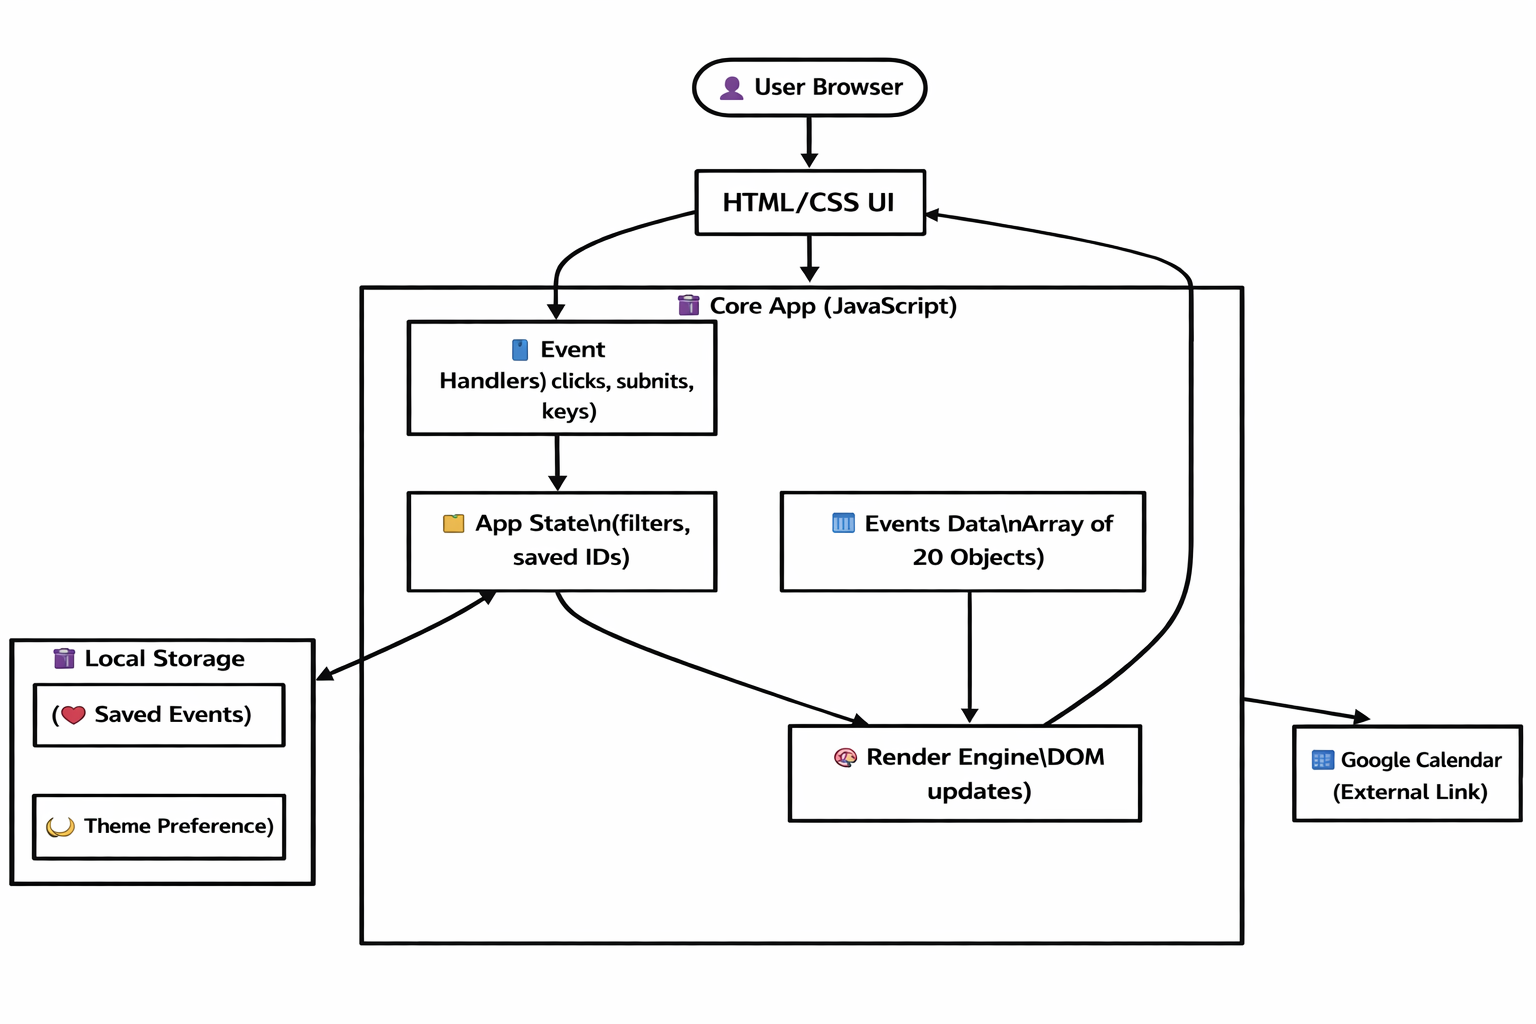 User Browser
HTML/CSS UI
Core App (JavaScript)
Event
Handlers) clicks, subnits,
keys)
App State\n(filters,
saved IDs)
Events Data\nArray of
20 Objects)
Local Storage
(❤️ Saved Events)
Theme Preference)
Render Engine\DOM
updates)
Google Calendar
(External Link)